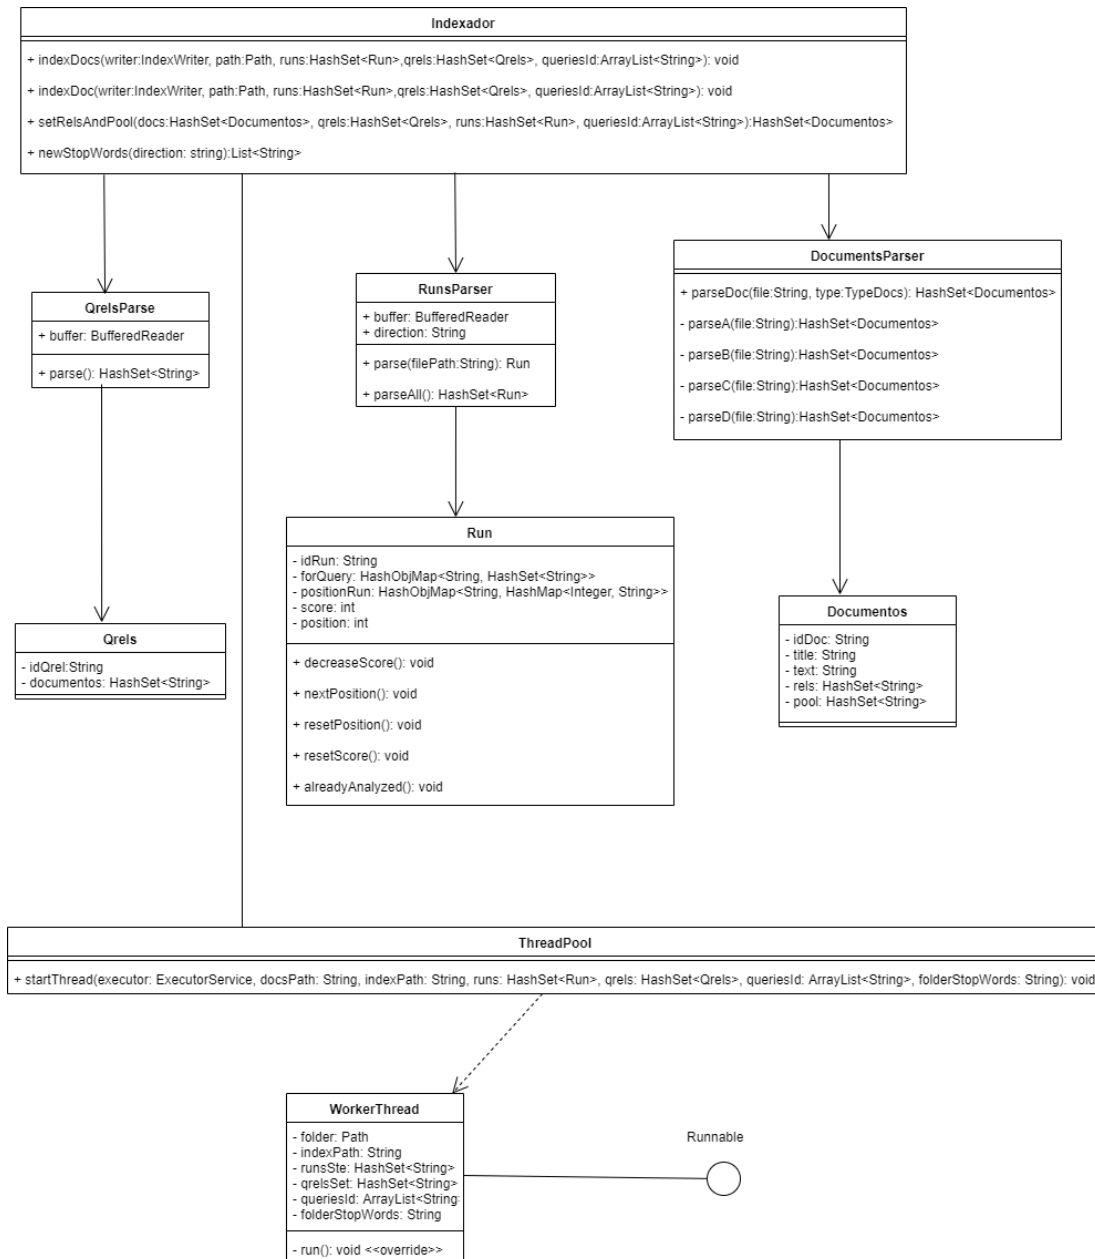 Indexador
+ indexDocs(writer:IndexWriter, path:Path, runs:HashSet<Run>,qrels:HashSet<Qrels>, queriesId:ArrayList<String>): void
+ indexDoc(writer:IndexWriter, path:Path, runs:HashSet<Run>,qrels:HashSet<Qrels>, queriesId:ArrayList<String>): void
+ setRelsAndPool(docs:HashSet<Documentos>, qrels:HashSet<Qrels>, runs:HashSet<Run>, queriesId:ArrayList<String>):HashSet<Documentos>
+ newStopWords(direction: string):List<String>
QrelsParse
+ buffer: BufferedReader
+ parse(): HashSet<String>
RunsParser
+ buffer: BufferedReader
+ direction: String
+ parse(filePath:String): Run
+ parseAll(): HashSet<Run>
DocumentsParser
+ parseDoc(file:String, type:TypeDocs): HashSet<Documentos>
- parseA(file:String):HashSet<Documentos>
- parseB(file:String):HashSet<Documentos>
- parseC(file:String):HashSet<Documentos>
- parseD(file:String):HashSet<Documentos>
Qrels
- idQrel:String
- documentos: HashSet<String>
Run
- idRun: String
- forQuery: HashObjMap<String, HashSet<String>>
- positionRun: HashObjMap<String, HashMap<Integer, String>>
- score: int
- position: int
+ decreaseScore(): void
+ nextPosition(): void
+ resetPosition(): void
+ resetScore(): void
+ alreadyAnalyzed(): void
Documentos
- idDoc: String
- title: String
- text: String
- rels: HashSet<String>
- pool: HashSet<String>
ThreadPool
+ startThread(executor: ExecutorService, docsPath: String, indexPath: String, runs: HashSet<Run>, qrels: HashSet<Qrels>, queriesId: ArrayList<String>, folderStopWords: String): void
WorkerThread
- folder: Path
- indexPath: String
- runsSte: HashSet<String>
- qrelsSet: HashSet<String>
- queriesId: ArrayList<String
- folderStopWords: String
- run(): void <<override>>
Runnable